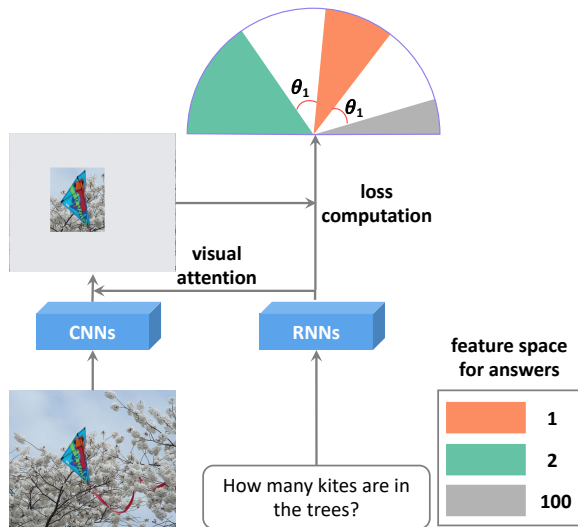 θ₁
θ₁
loss
computation
visual
attention
CNNs
RNNs
feature space
for answers
1
2
100
How many kites are in
the trees?